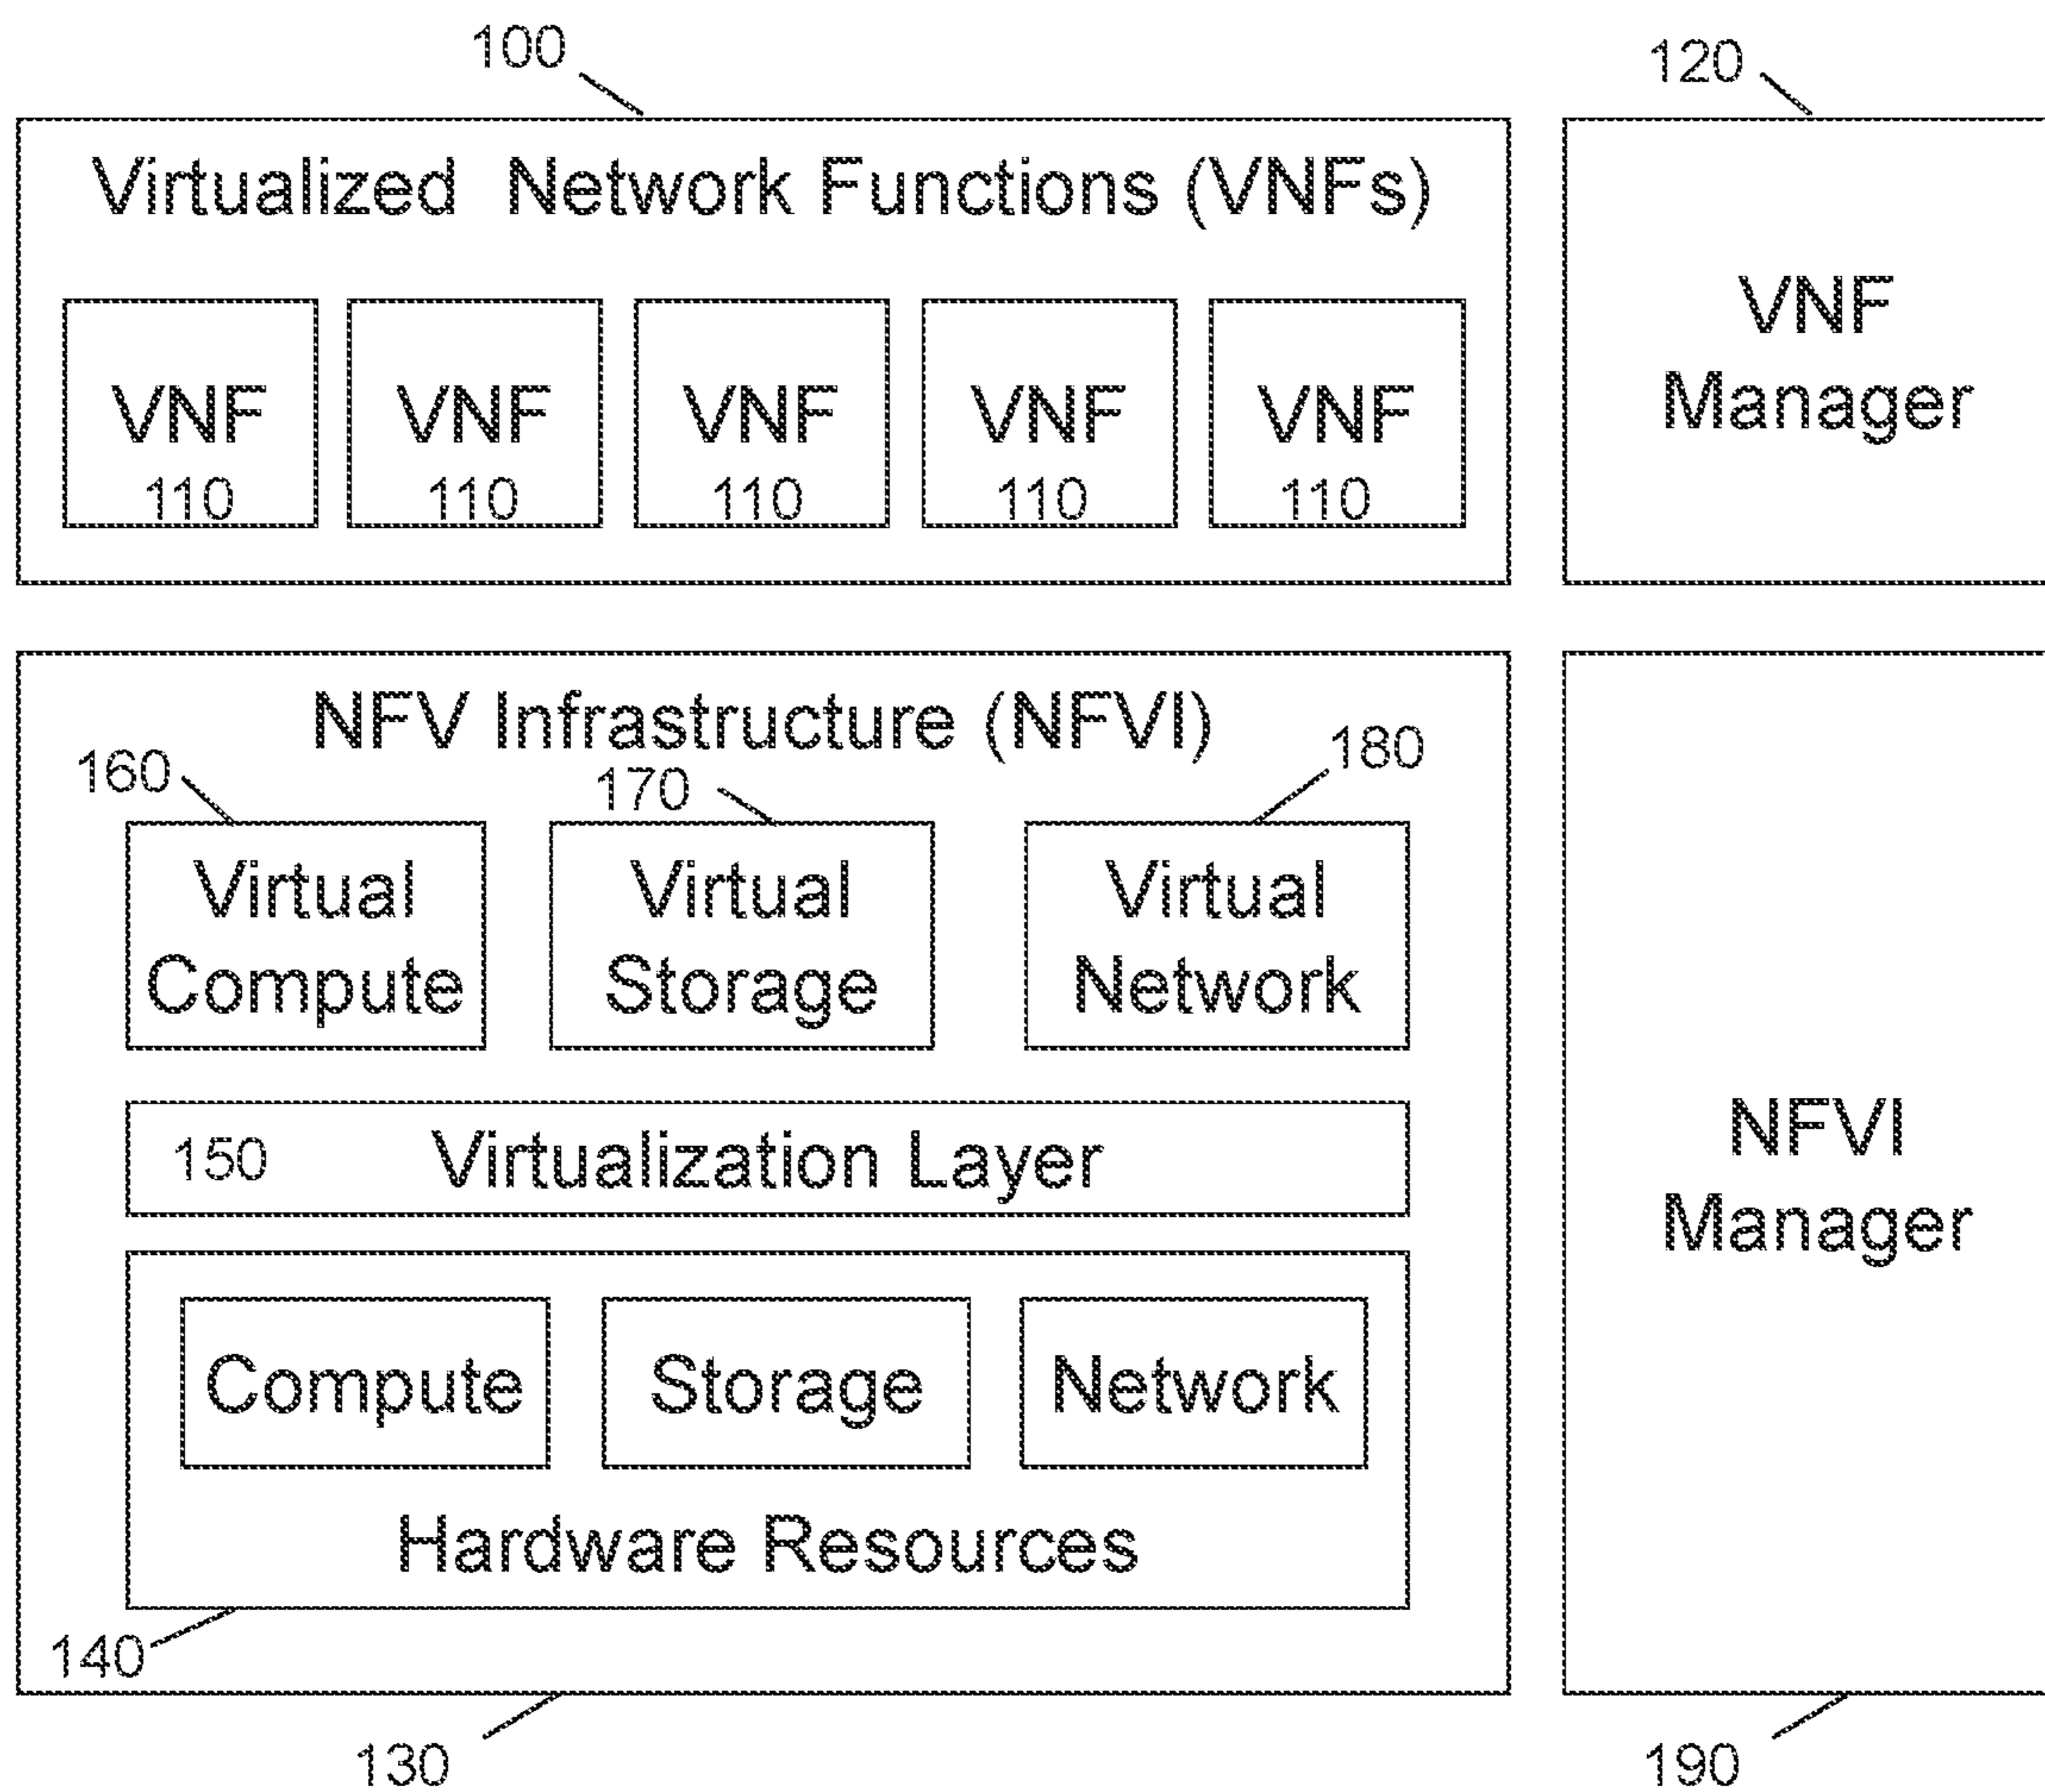 100
120
Virtualized Network Functions (VNFs)
VNF
110
VNF
110
VNF
110
VNF
110
VNF
110
VNF
Manager
NFV Infrastructure (NFVI)
160
170
180
Virtual
Compute
Virtual
Storage
Virtual
Network
150
Virtualization Layer
Compute
Storage
Network
Hardware Resources
140
130
NFVI
Manager
190